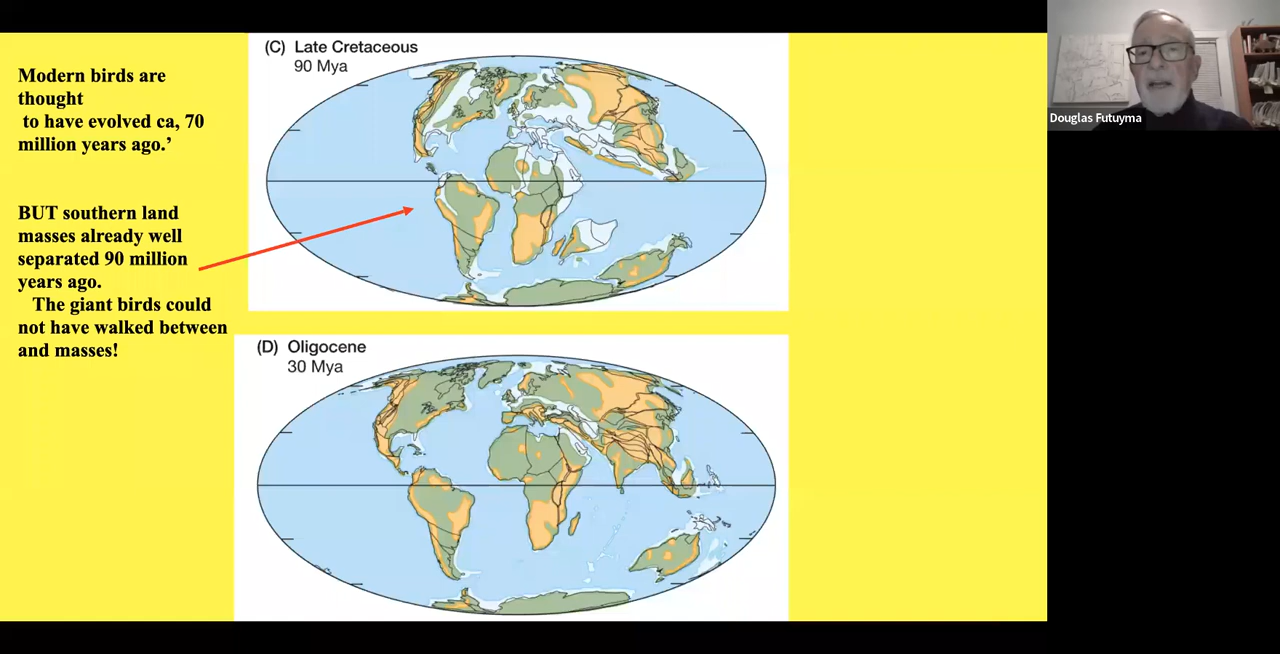 Modern birds are
thought
to have evolved ca, 70
million years ago.’
BUT southern land
masses already well
separated 90 million
years ago.
The giant birds could
not have walked between
and masses!
(C) Late Cretaceous
90 Mya
(D) Oligocene
30 Mya
Douglas Futuyma